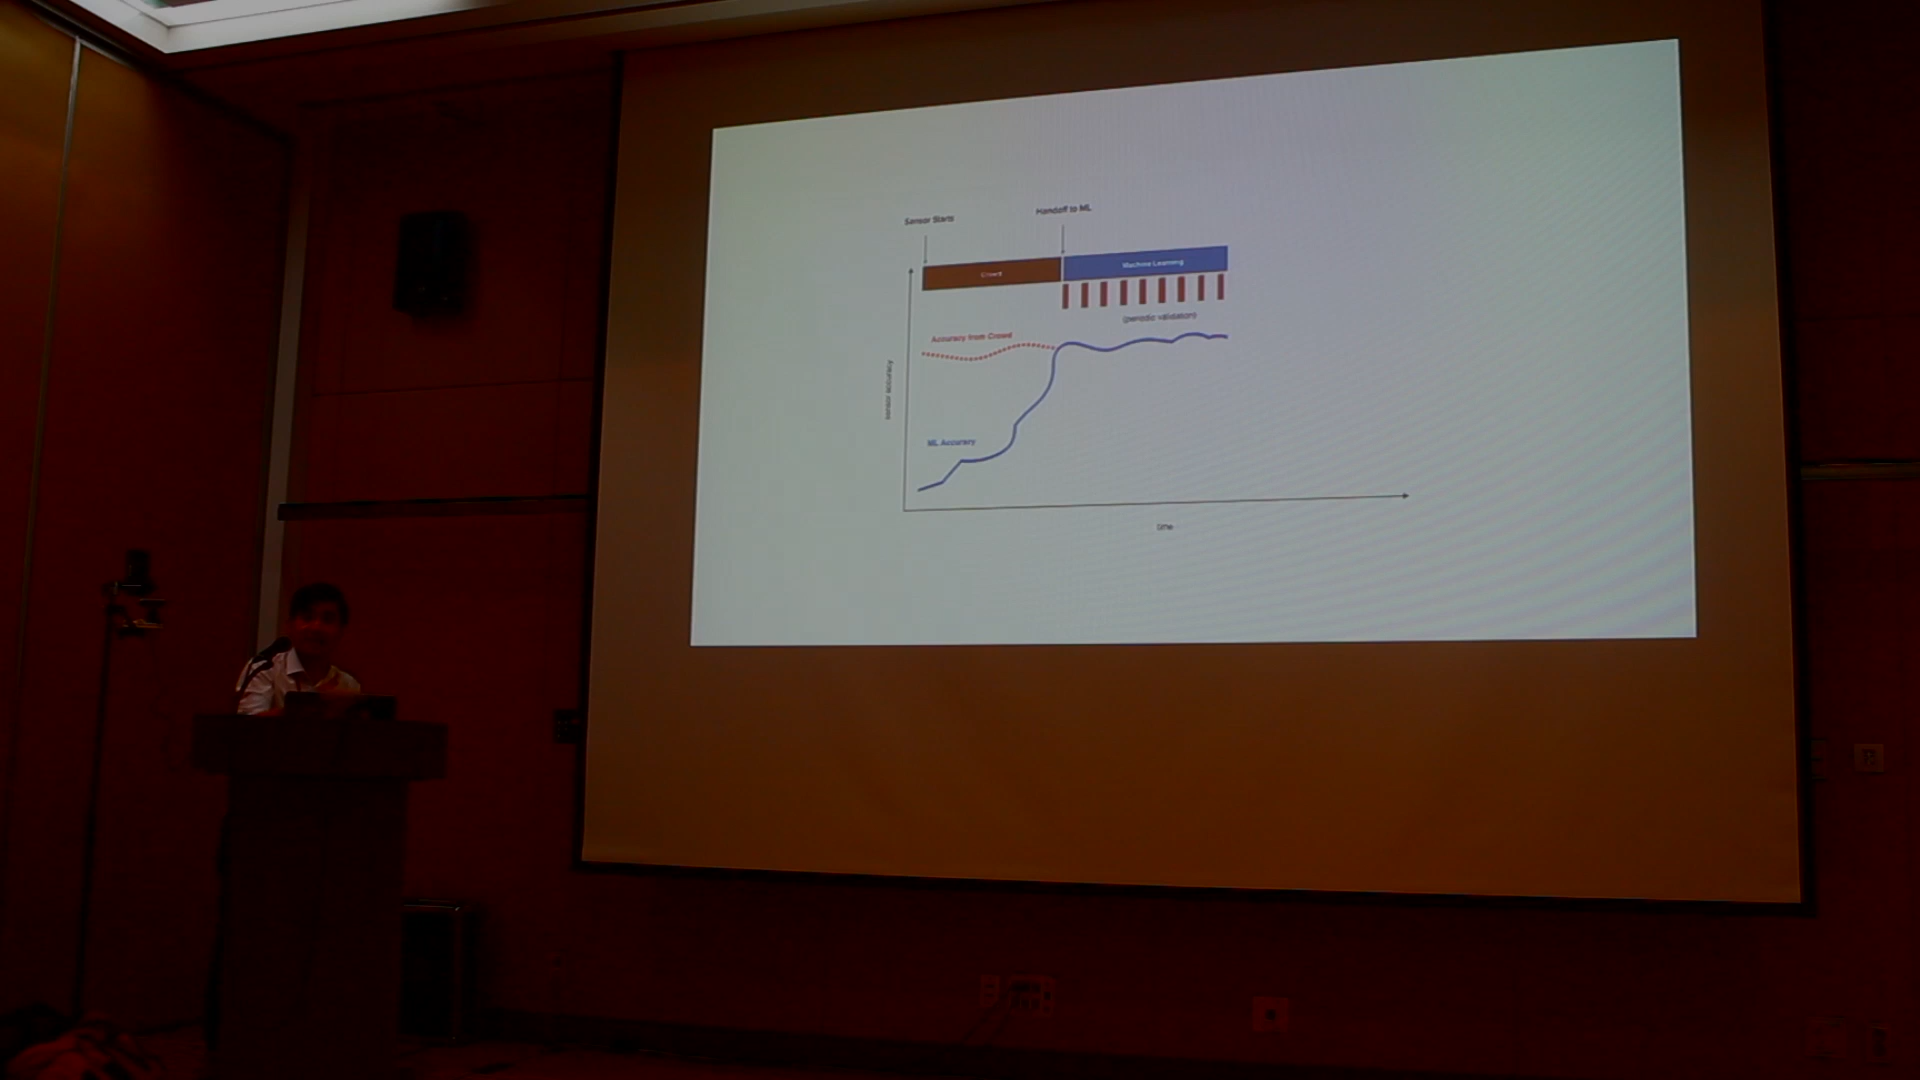 Sensor Starts
Handoff to ML
Crowd
Machine Learning
(periodic validation)
Accuracy from Crowd
sensor accuracy
ML Accuracy
time